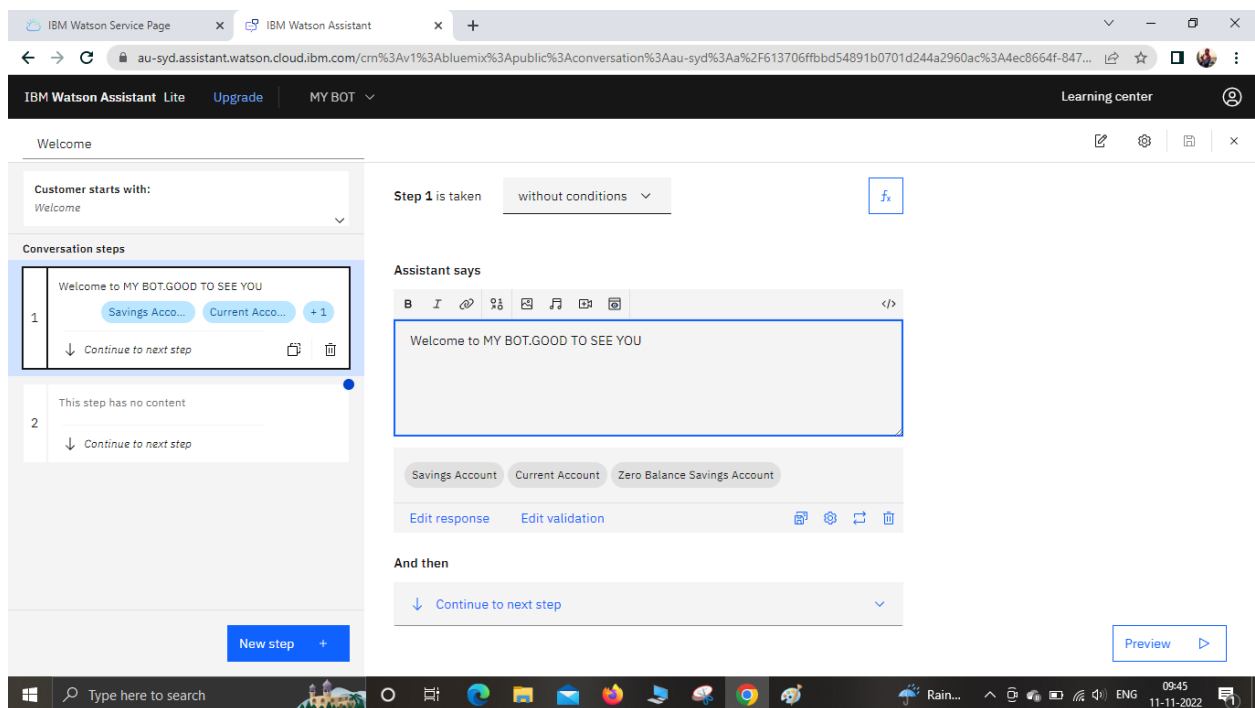 IBM Watson Service Page
IBM Watson Assistant
au-syd.assistant.watson.cloud.ibm.com/crn%3Av1%3Abluemix%3Apublic%3Aconversation%3Aau-syd%3Aa%2F613706ffbbd54891b0701d244a2960ac%3A4ec8664f-847...
IBM Watson Assistant Lite Upgrade MY BOT Learning center
Welcome
Customer starts with:
Welcome
Conversation steps
1
Welcome to MY BOT.GOOD TO SEE YOU
Savings Acco... Current Acco... + 1
Continue to next step
2
This step has no content
Continue to next step
New step +
Step 1 is taken without conditions
fx
Assistant says
B I </>
Welcome to MY BOT.GOOD TO SEE YOU
Savings Account Current Account Zero Balance Savings Account
Edit response Edit validation
And then
Continue to next step
Preview
Type here to search
Rain... ENG 09:45
11-11-2022
1